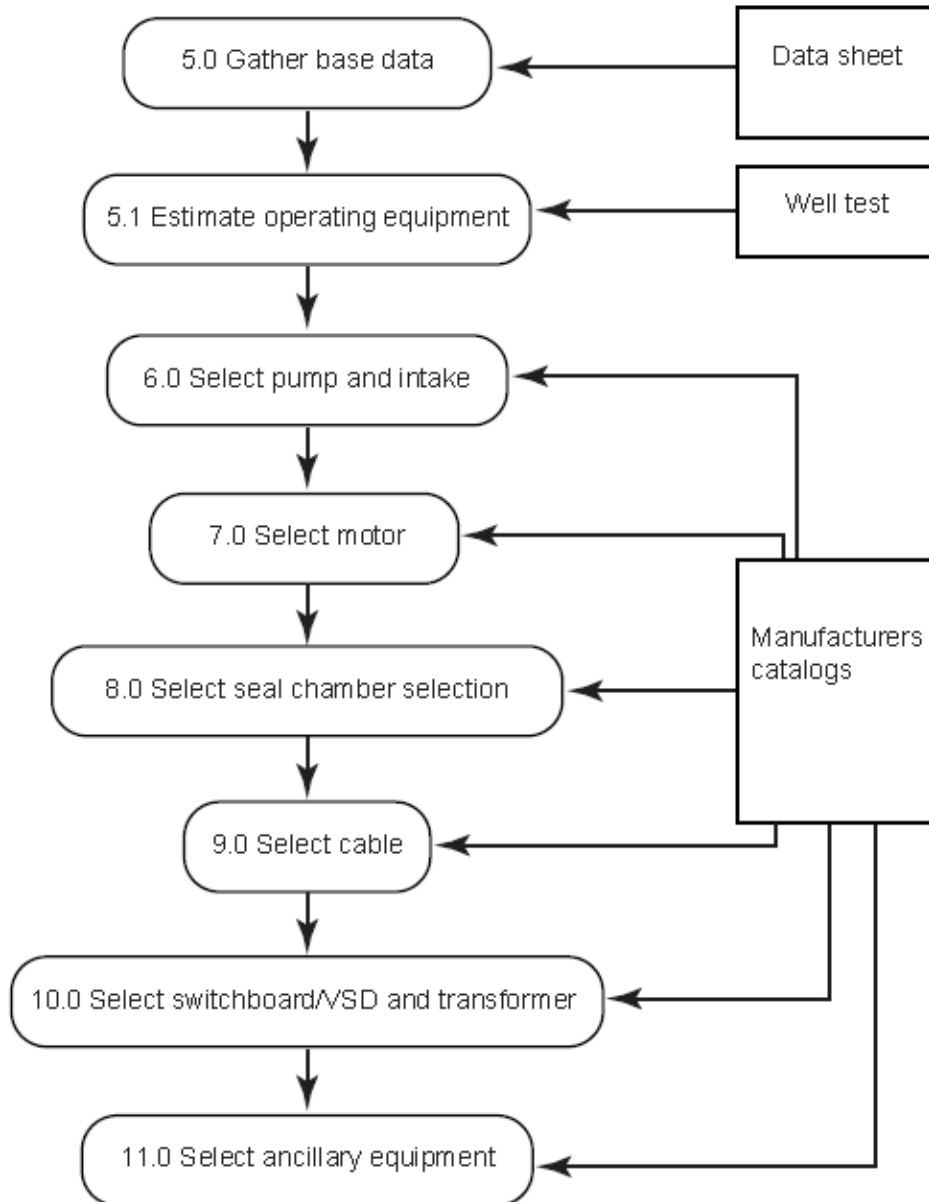 5.0 Gather base data
Data sheet
5.1 Estimate operating equipment
Well test
6.0 Select pump and intake
7.0 Select motor
Manufacturers
catalogs
8.0 Select seal chamber selection
9.0 Select cable
10.0 Select switchboard/VSD and transformer
11.0 Select ancillary equipment